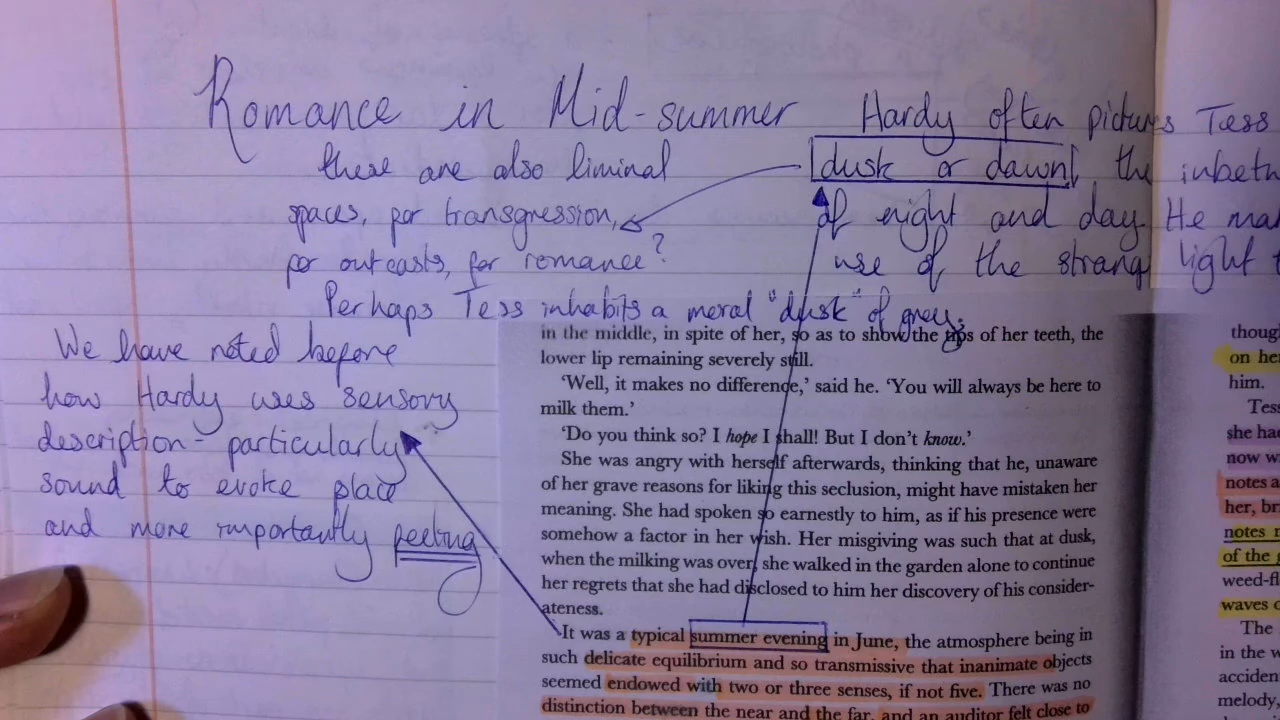 Romance in Mid-summer
Hardy often pictures Tess
dusk or dawn, the inbetw
of night and day. He ma
use of the strange light t
these are also liminal
spaces, for transgression,
for outcasts, for romance?
Perhaps Tess inhabits a moral "dusk" of grey.
We have noted before
how Hardy uses sensory
description - particularly
sound to evoke place
and more importantly feeling
in the middle, in spite of her, so as to show the tips of her teeth, the
lower lip remaining severely still.
‘Well, it makes no difference,’ said he. ‘You will always be here to
milk them.’
‘Do you think so? I hope I shall! But I don’t know.’
She was angry with herself afterwards, thinking that he, unaware
of her grave reasons for liking this seclusion, might have mistaken her
meaning. She had spoken so earnestly to him, as if his presence were
somehow a factor in her wish. Her misgiving was such that at dusk,
when the milking was over, she walked in the garden alone to continue
her regrets that she had disclosed to him her discovery of his consider-
ateness.
It was a typical summer evening in June, the atmosphere being in
such delicate equilibrium and so transmissive that inanimate objects
seemed endowed with two or three senses, if not five. There was no
distinction between the near and the far, and an auditor felt close to
thoug
on her
him.
Tess
she ha
now w
notes a
her, br
notes
of the g
weed-fl
waves o
The
in the w
acciden
melody,